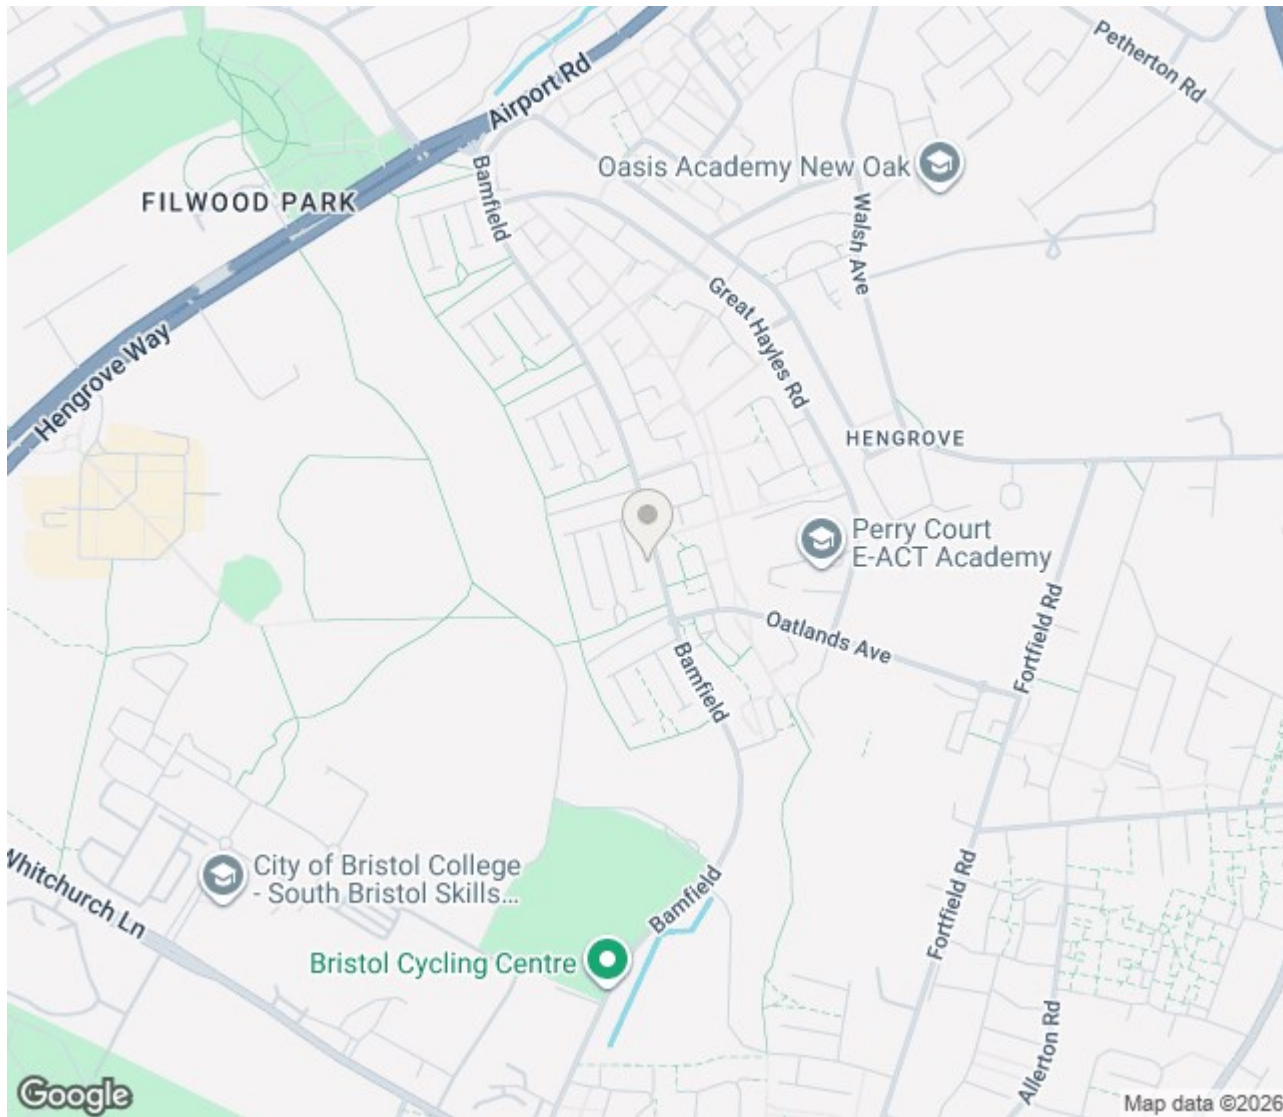 Petherton Rd
Airport Rd
Oasis Academy New Oak
Bamfield
FILWOOD PARK
Walsh Ave
Great Hayles Rd
Hengrove Way
HENGROVE
Perry Court
E-ACT Academy
Fortfield Rd
Oatlands Ave
Bamfield
City of Bristol College
- South Bristol Skills...
Whitchurch Ln
Bamfield
Fortfield Rd
Bristol Cycling Centre
Allerton Rd
Google
Map data ©2026